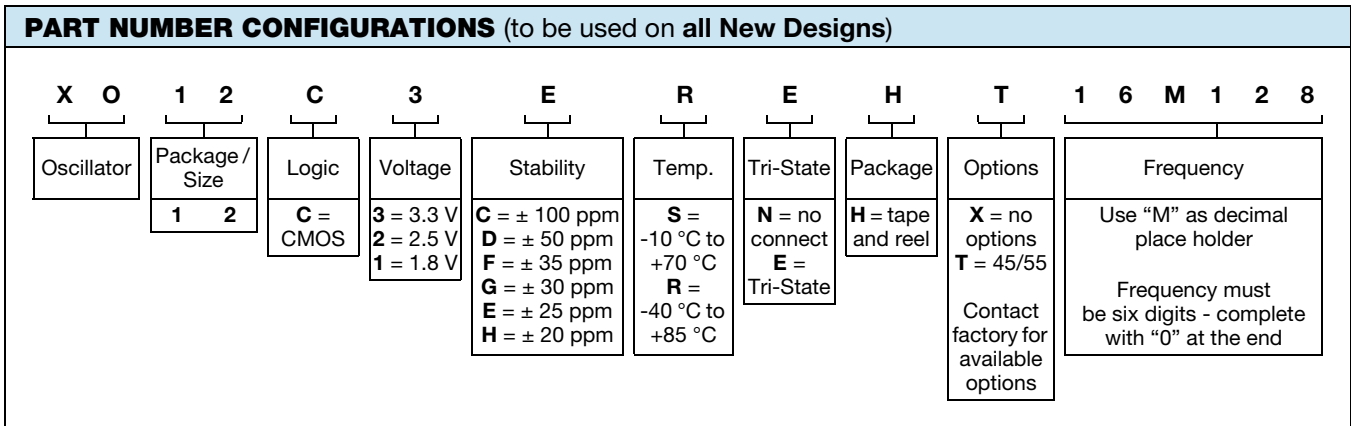 PART NUMBER CONFIGURATIONS (to be used on all New Designs)
X O 1 2 C 3 E R E H T 1 6 M 1 2 8
Oscillator
Package /
Size
1 2
Logic
C =
CMOS
Voltage
3 = 3.3 V
2 = 2.5 V
1 = 1.8 V
Stability
C = ± 100 ppm
D = ± 50 ppm
F = ± 35 ppm
G = ± 30 ppm
E = ± 25 ppm
H = ± 20 ppm
Temp.
S =
-10 °C to
+70 °C
R =
-40 °C to
+85 °C
Tri-State
N = no
connect
E =
Tri-State
Package
H = tape
and reel
Options
X = no
options
T = 45/55
Contact
factory for
available
options
Frequency
Use “M” as decimal
place holder
Frequency must
be six digits - complete
with “0” at the end